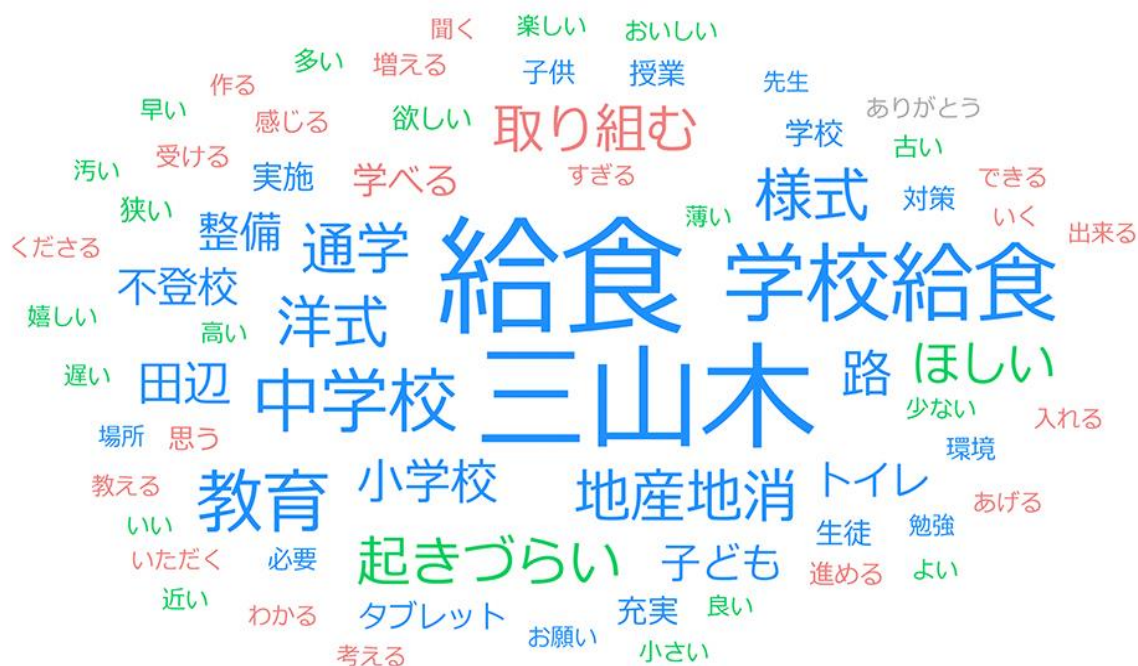 聞く
楽しい
おいしい
多い
増える
子供
授業
先生
作る
早い
感じる
欲しい
取り組む
ありがとう
学校
古い
汚い
受ける
実施
学べる
すぎる
様式
対策
できる
狭い
整備
通学
給食
薄い
学校給食
いく
出来る
くださる
不登校
洋式
嬉しい
高い
遅い
田辺
中学校
三山木
路
ほしい
少ない
入れる
場所
思う
環境
教える
教育
小学校
地産地消
トイレ
あげる
いい
生徒
勉強
いただく
必要
起きづらい
子ども
進める
よい
近い
わかる
タブレット
充実
良い
お願い
考える
小さい